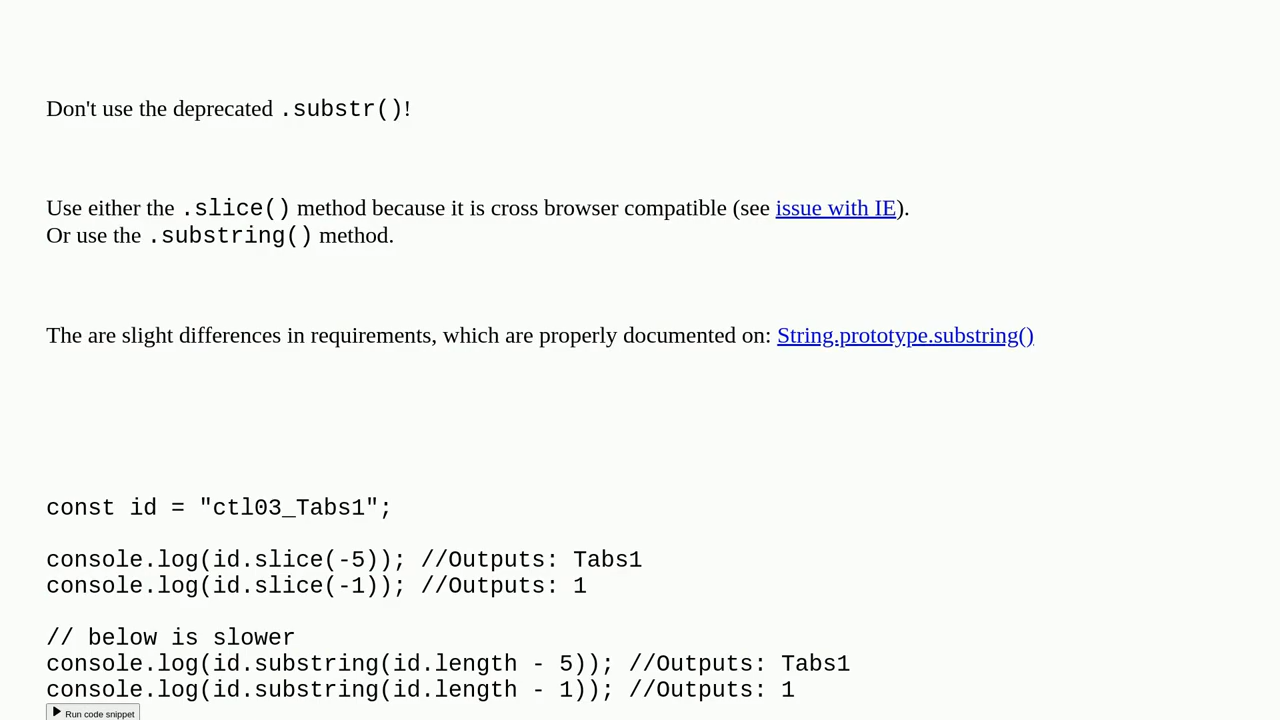 Don't use the deprecated .substr()!
Use either the .slice() method because it is cross browser compatible (see issue with IE).
Or use the .substring() method.
The are slight differences in requirements, which are properly documented on: String.prototype.substring()
const id = "ctl03_Tabs1";
console.log(id.slice(-5)); //Outputs: Tabs1
console.log(id.slice(-1)); //Outputs: 1
// below is slower
console.log(id.substring(id.length - 5)); //Outputs: Tabs1
console.log(id.substring(id.length - 1)); //Outputs: 1
Run code snippet